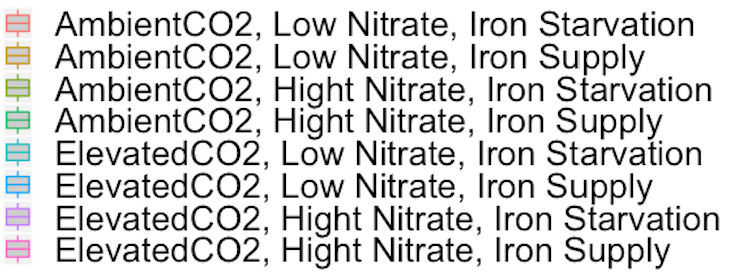 AmbientCO2, Low Nitrate, Iron Starvation
AmbientCO2, Low Nitrate, Iron Supply
AmbientCO2, Hight Nitrate, Iron Starvation
AmbientCO2, Hight Nitrate, Iron Supply
ElevatedCO2, Low Nitrate, Iron Starvation
ElevatedCO2, Low Nitrate, Iron Supply
ElevatedCO2, Hight Nitrate, Iron Starvation
ElevatedCO2, Hight Nitrate, Iron Supply